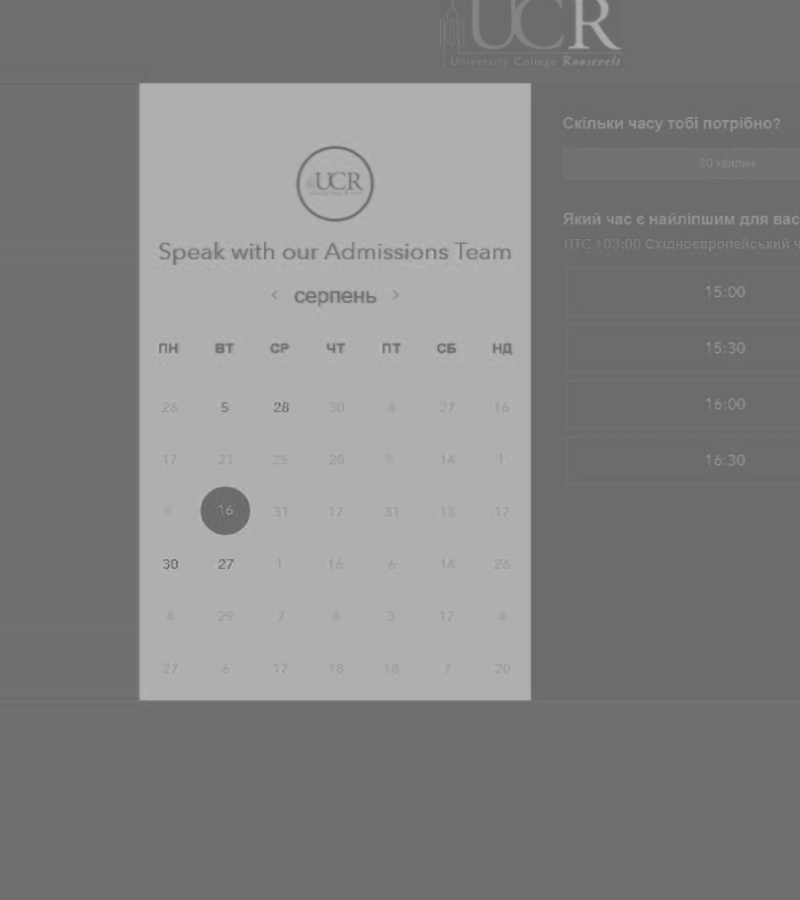 UCR
University College Roosevelt
UCR
Speak with our Admissions Team
< серпень >
ПН ВТ СР ЧТ ПТ СБ НД
26 5 28 30 4 27 16
17 21 25 28 5 14 1
5 16 31 17 31 13 17
30 27 1 16 6 14 26
4 29 7 4 3 17 4
27 6 17 18 18 7 20
Скільки часу тобі потрібно?
30 хвилин
Який час є найліпшим для вас
UTC +03:00 Східноєвропейський ч
15:00
15:30
16:00
16:30